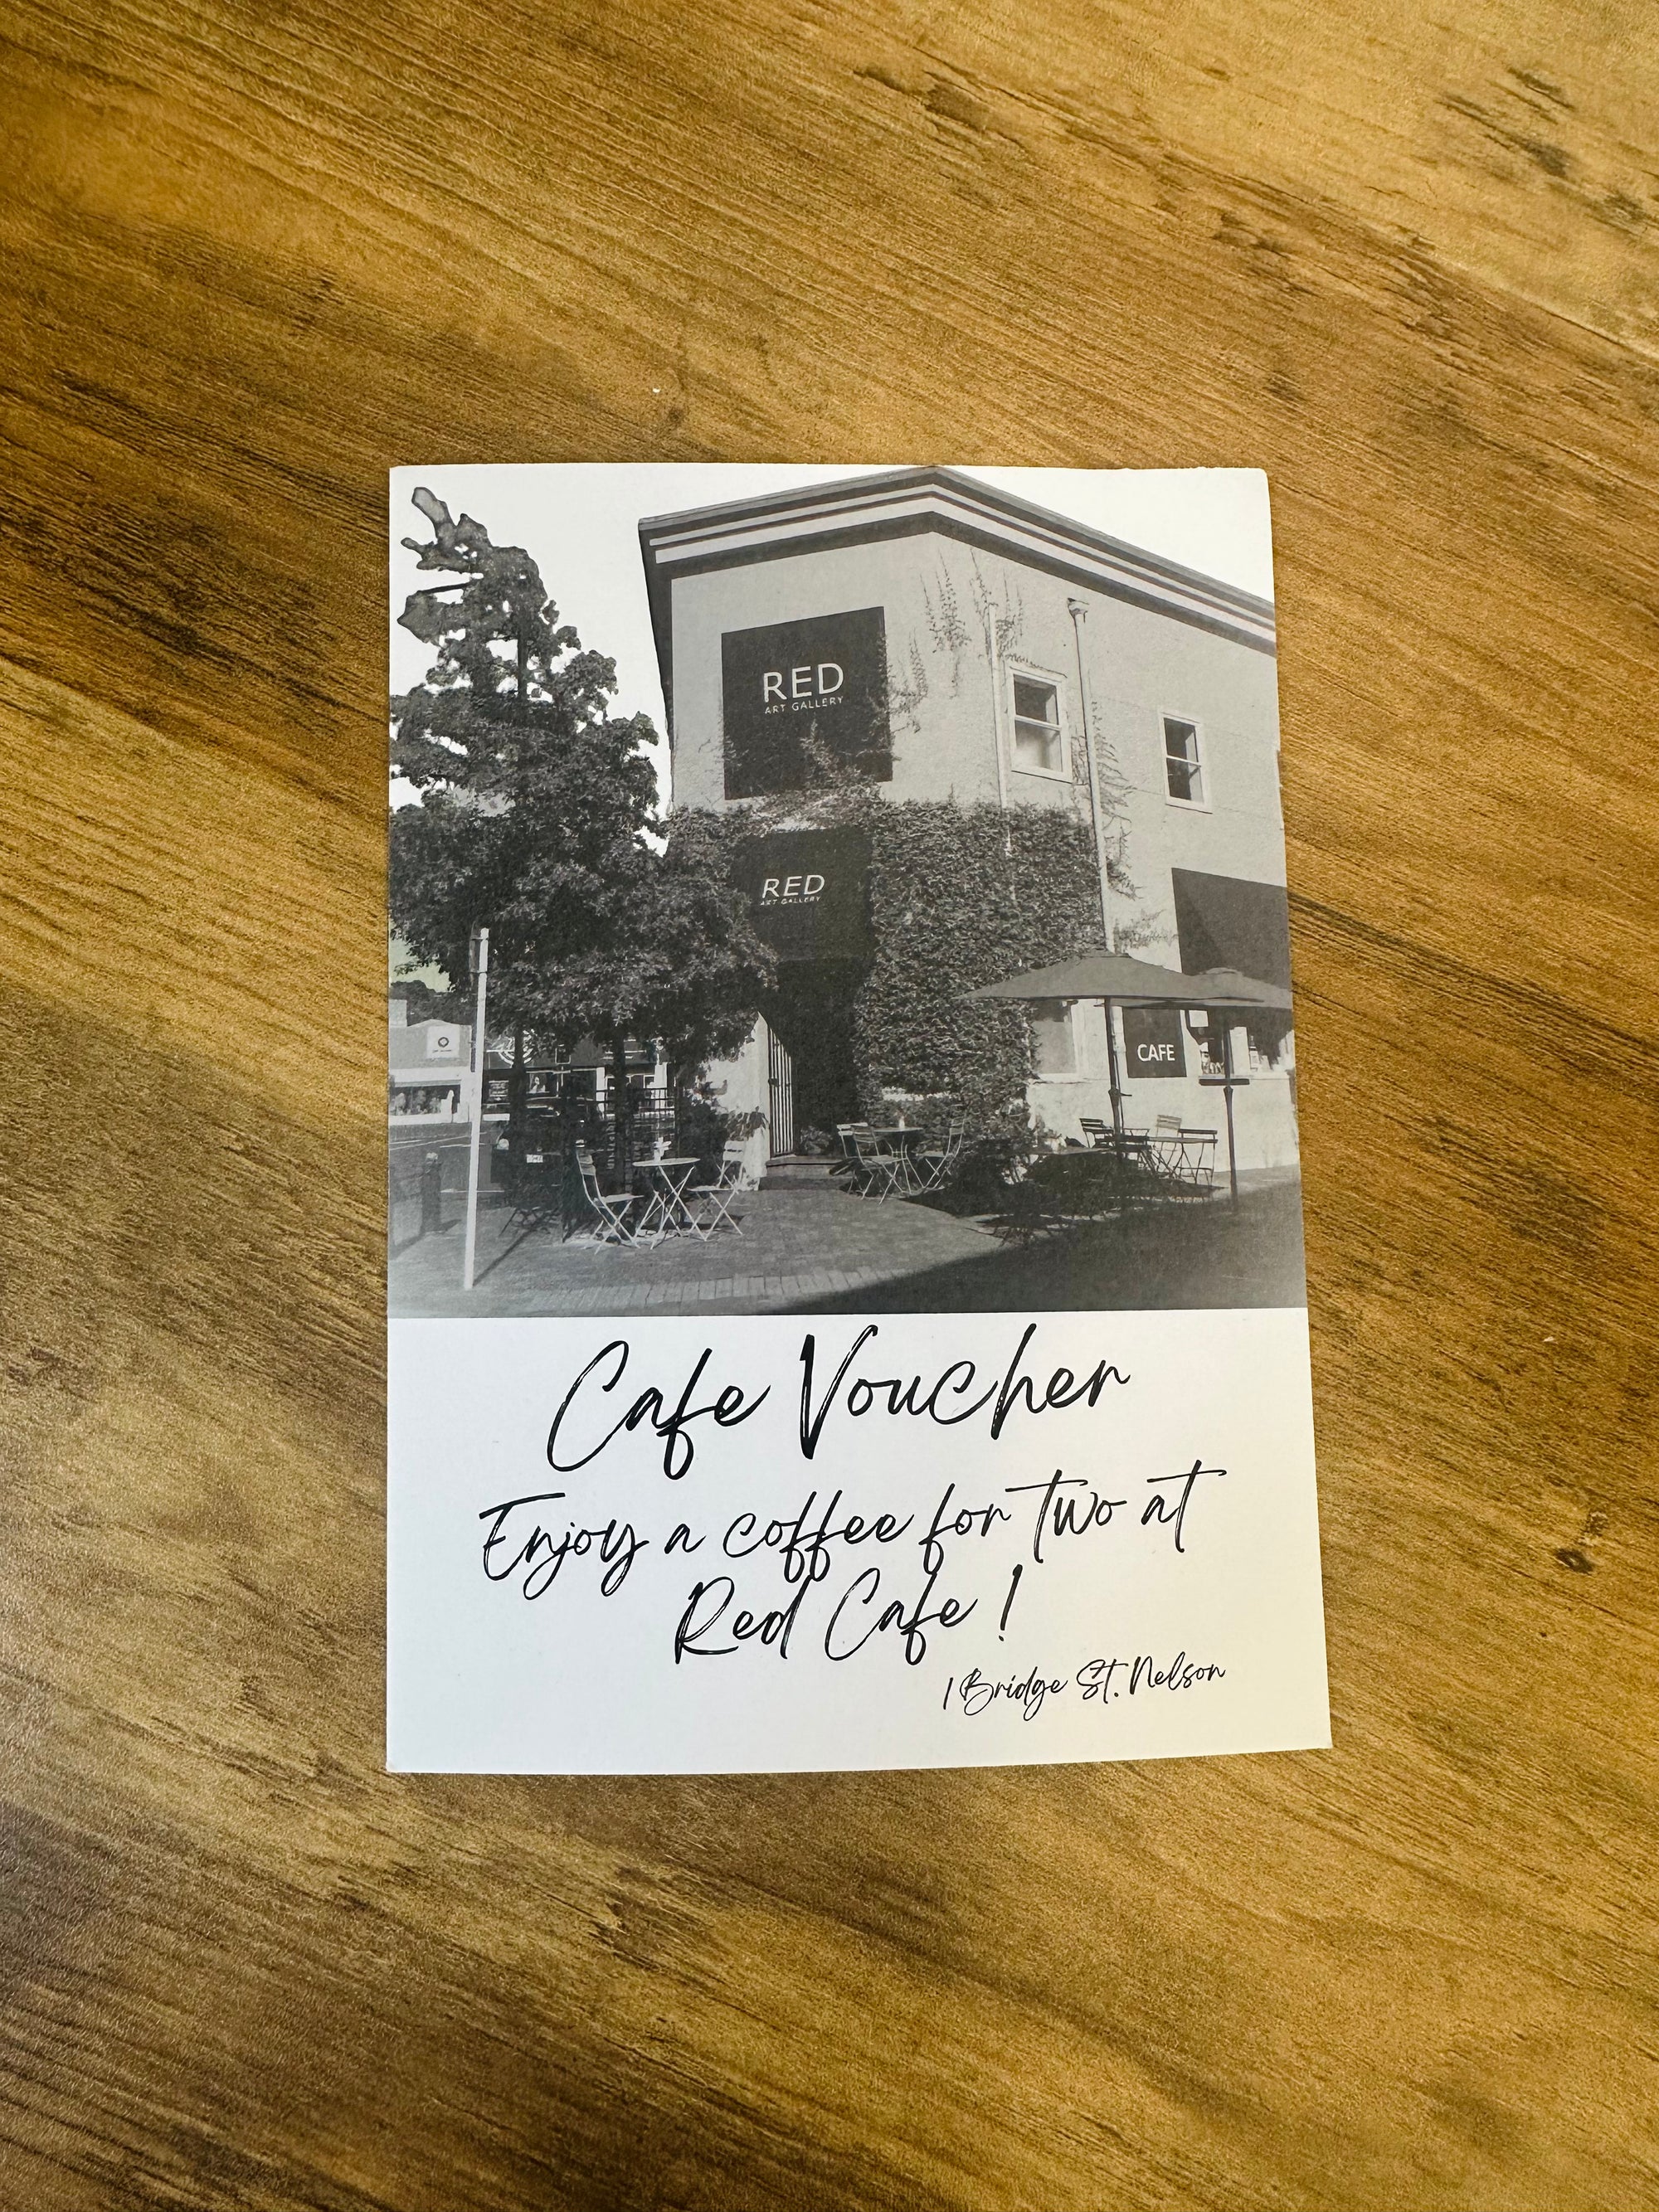 RED
ART GALLERY
RED
ART GALLERY
CAFE
Cafe Voucher
Enjoy a coffee for two at
Red Cafe !
1 Bridge St. Nelson